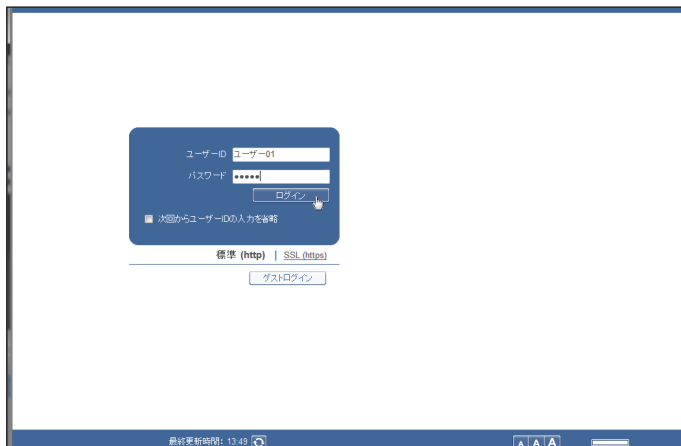 ユーザーID ユーザー01
パスワード •••••
ログイン
次回からユーザーIDの入力を省略
標準 (http) | SSL (https)
ゲストログイン
最終更新時間: 13:49 A A A